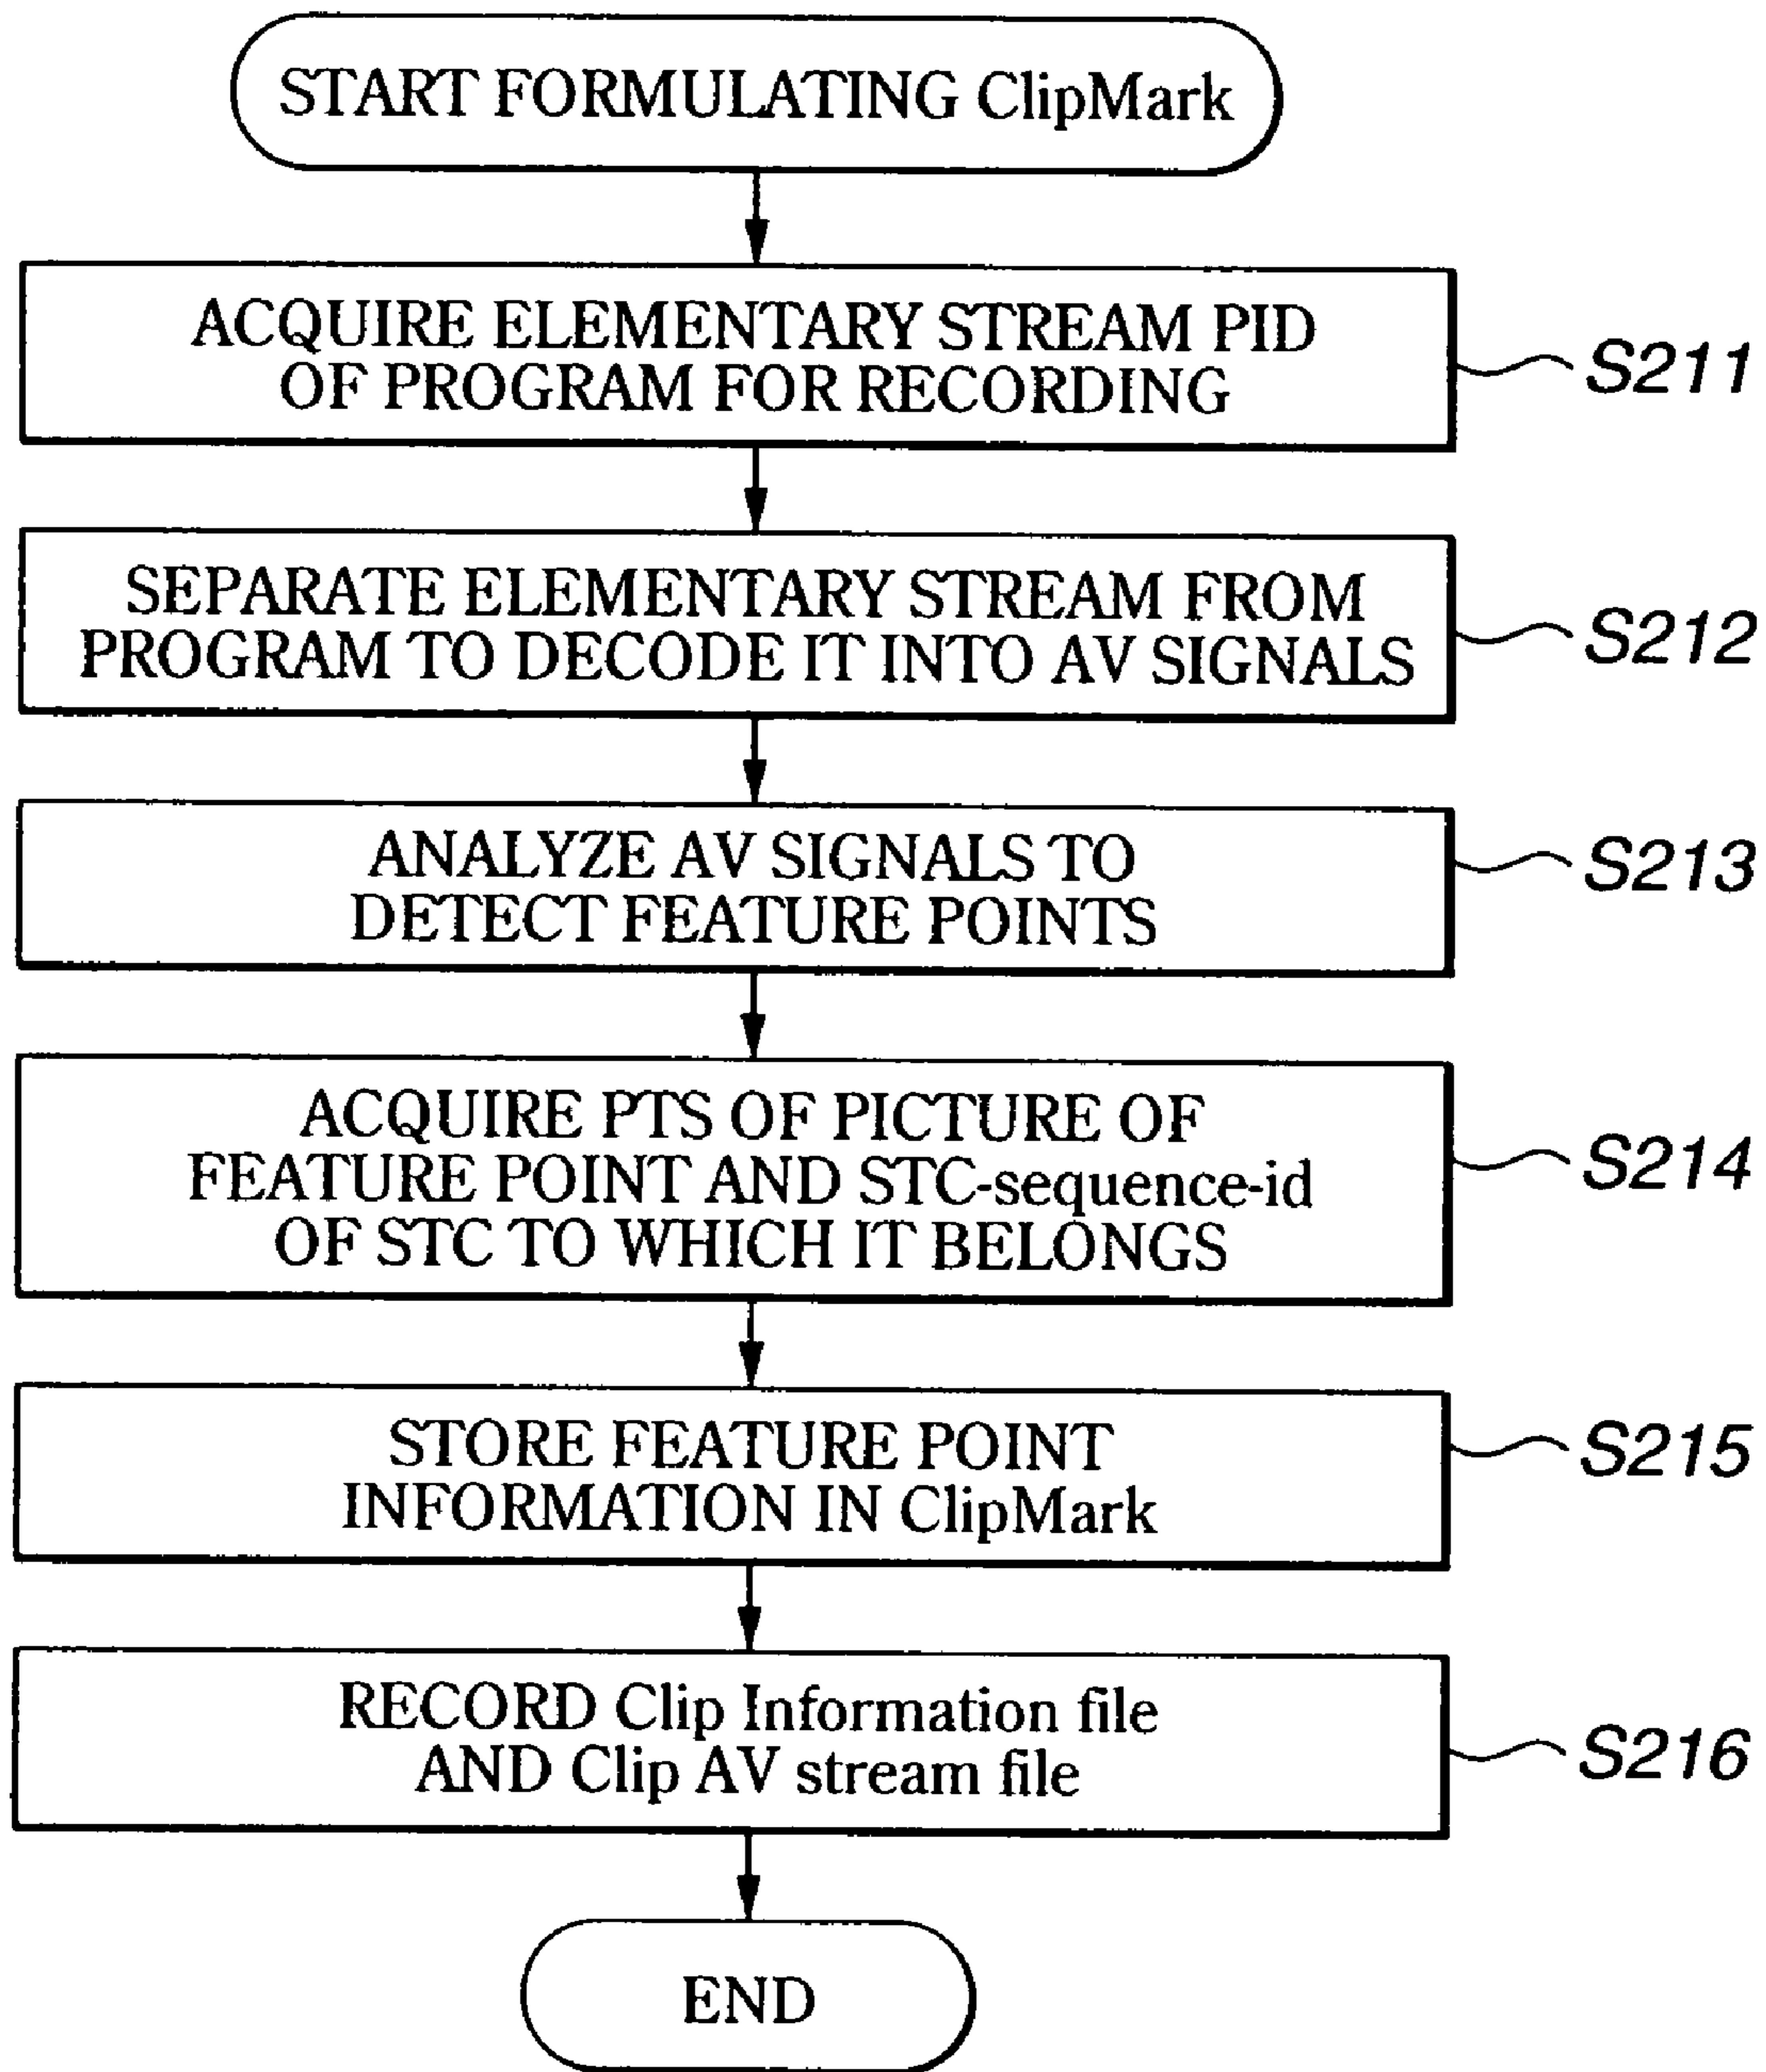 START FORMULATING ClipMark
ACQUIRE ELEMENTARY STREAM PID
OF PROGRAM FOR RECORDING
S211
SEPARATE ELEMENTARY STREAM FROM
PROGRAM TO DECODE IT INTO AV SIGNALS
S212
ANALYZE AV SIGNALS TO
DETECT FEATURE POINTS
S213
ACQUIRE PTS OF PICTURE OF
FEATURE POINT AND STC-sequence-id
OF STC TO WHICH IT BELONGS
S214
STORE FEATURE POINT
INFORMATION IN ClipMark
S215
RECORD Clip Information file
AND Clip AV stream file
S216
END